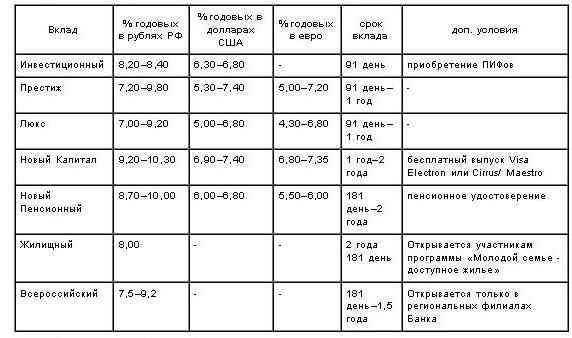 Вклад % годовых в рублях РФ % годовых в долларах США % годовых в евро срок вклада доп. условия
Инвестиционный 8,20–8,40 6,30–6,80 - 91 день приобретение ПИФов
Престиж 7,20–9,80 5,30–7,40 5,00–7,20 91 день–1 год -
Люкс 7,00–9,20 5,00–6,80 4,30–6,80 91 день–1 год -
Новый Капитал 9,20–10,30 6,90–7,40 6,80–7,35 1 год–2 года бесплатный выпуск Visa Electron или Cirrus/ Maestro
Новый Пенсионный 8,70–10,00 6,00–6,80 5,50–6,00 181 день–2 года пенсионное удостоверение
Жилищный 8,00 - - 2 года 181 день Открывается участникам программы «Молодой семье - доступное жилье»
Всероссийский 7,5–9,2 - - 181 день–1,5 года Открывается только в региональных филиалах Банка